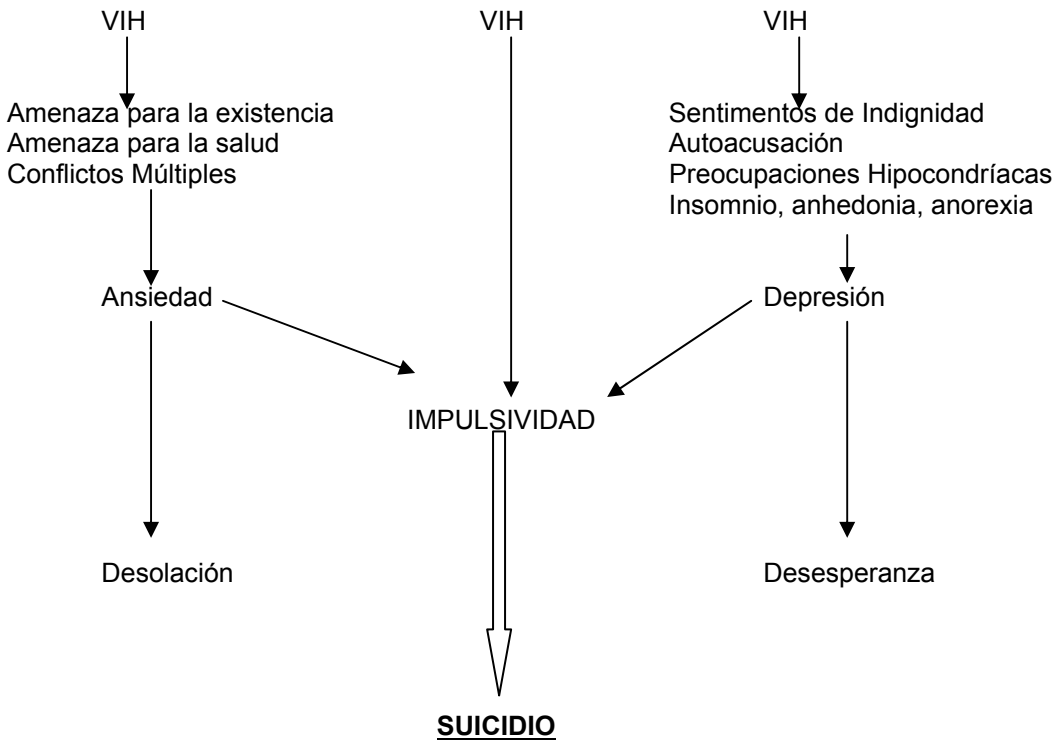 VIH
VIH
VIH
Amenaza para la existencia
Amenaza para la salud
Conflictos Múltiples
Sentimentos de Indignidad
Autoacusación
Preocupaciones Hipocondríacas
Insomnio, anhedonia, anorexia
Ansiedad
Depresión
IMPULSIVIDAD
Desolación
Desesperanza
SUICIDIO